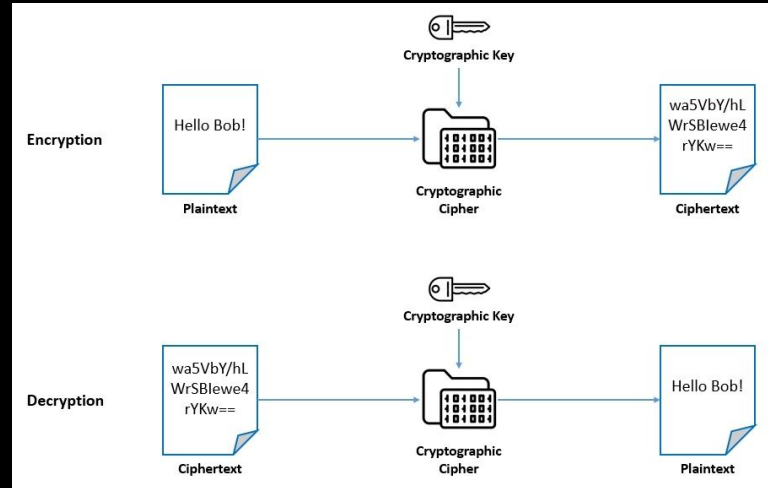 Cryptographic Key
Encryption
Hello Bob!
Plaintext
Cryptographic
Cipher
wa5VbY/hL
WrSBIewe4
rYKw==
Ciphertext
Cryptographic Key
Decryption
wa5VbY/hL
WrSBIewe4
rYKw==
Ciphertext
Cryptographic
Cipher
Hello Bob!
Plaintext